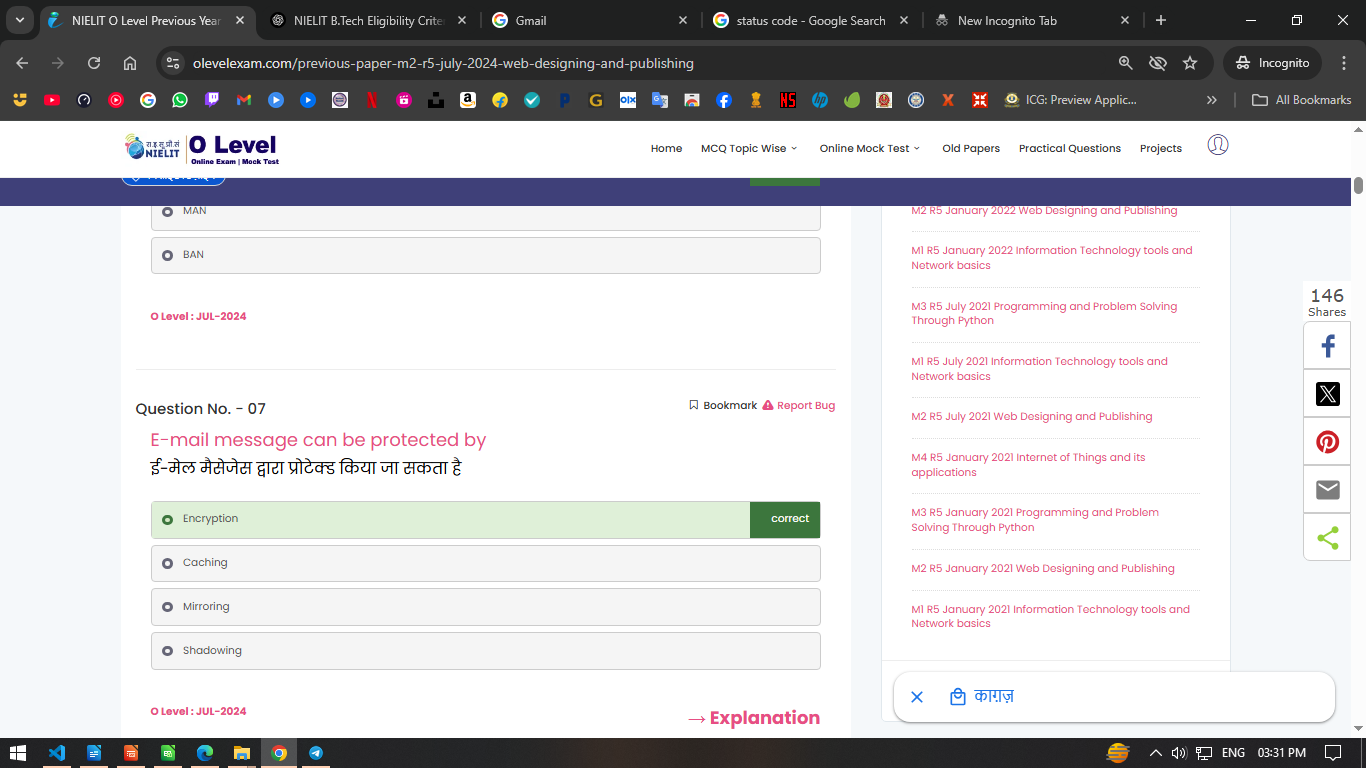 NIELIT O Level Previous Year
NIELIT B.Tech Eligibility Crite
Gmail
status code - Google Search
New Incognito Tab
olevelexam.com/previous-paper-m2-r5-july-2024-web-designing-and-publishing
Incognito
ICG: Preview Applic...
All Bookmarks
रा.इ.सू.प्रौ.सं
NIELIT
O Level
Online Exam | Mock Test
Home
MCQ Topic Wise
Online Mock Test
Old Papers
Practical Questions
Projects
MAN
BAN
O Level : JUL-2024
Question No. - 07
Bookmark
Report Bug
E-mail message can be protected by
ई-मेल मैसेजेस द्वारा प्रोटेक्ड किया जा सकता है
Encryption
correct
Caching
Mirroring
Shadowing
O Level : JUL-2024
→ Explanation
M2 R5 January 2022 Web Designing and Publishing
M1 R5 January 2022 Information Technology tools and
Network basics
M3 R5 July 2021 Programming and Problem Solving
Through Python
M1 R5 July 2021 Information Technology tools and
Network basics
M2 R5 July 2021 Web Designing and Publishing
M4 R5 January 2021 Internet of Things and its
applications
M3 R5 January 2021 Programming and Problem
Solving Through Python
M2 R5 January 2021 Web Designing and Publishing
M1 R5 January 2021 Information Technology tools and
Network basics
146
Shares
काग़ज़
ENG
03:31 PM